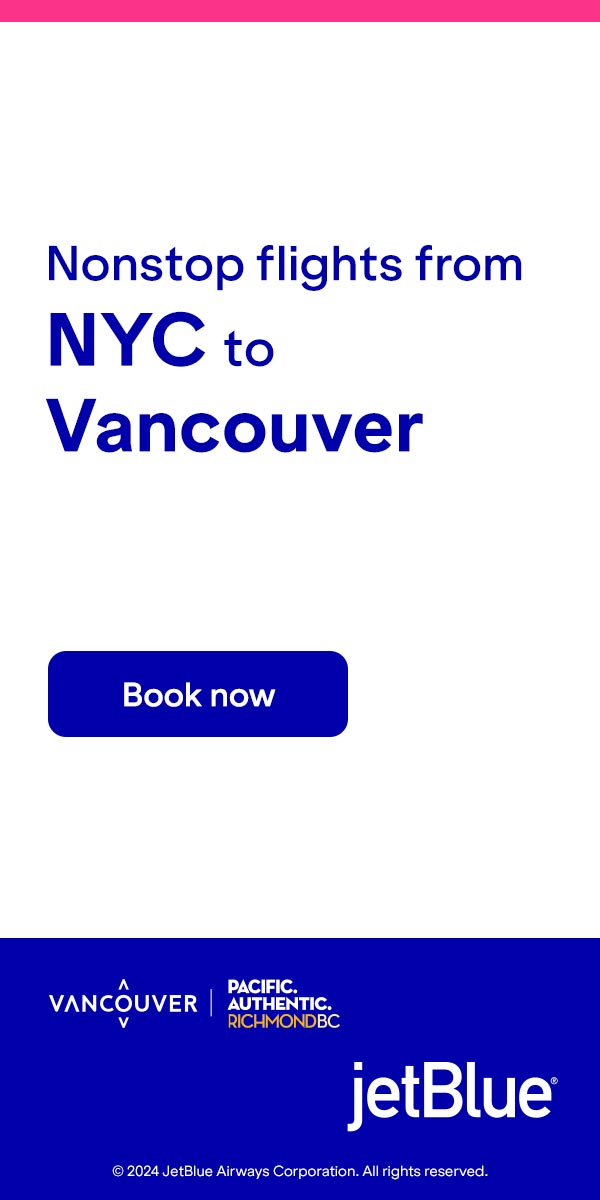 Nonstop flights from
NYC to
Vancouver
Book now
VANCOUVER
PACIFIC.
AUTHENTIC.
RICHMONDBC
jetBlue®
© 2024 JetBlue Airways Corporation. All rights reserved.